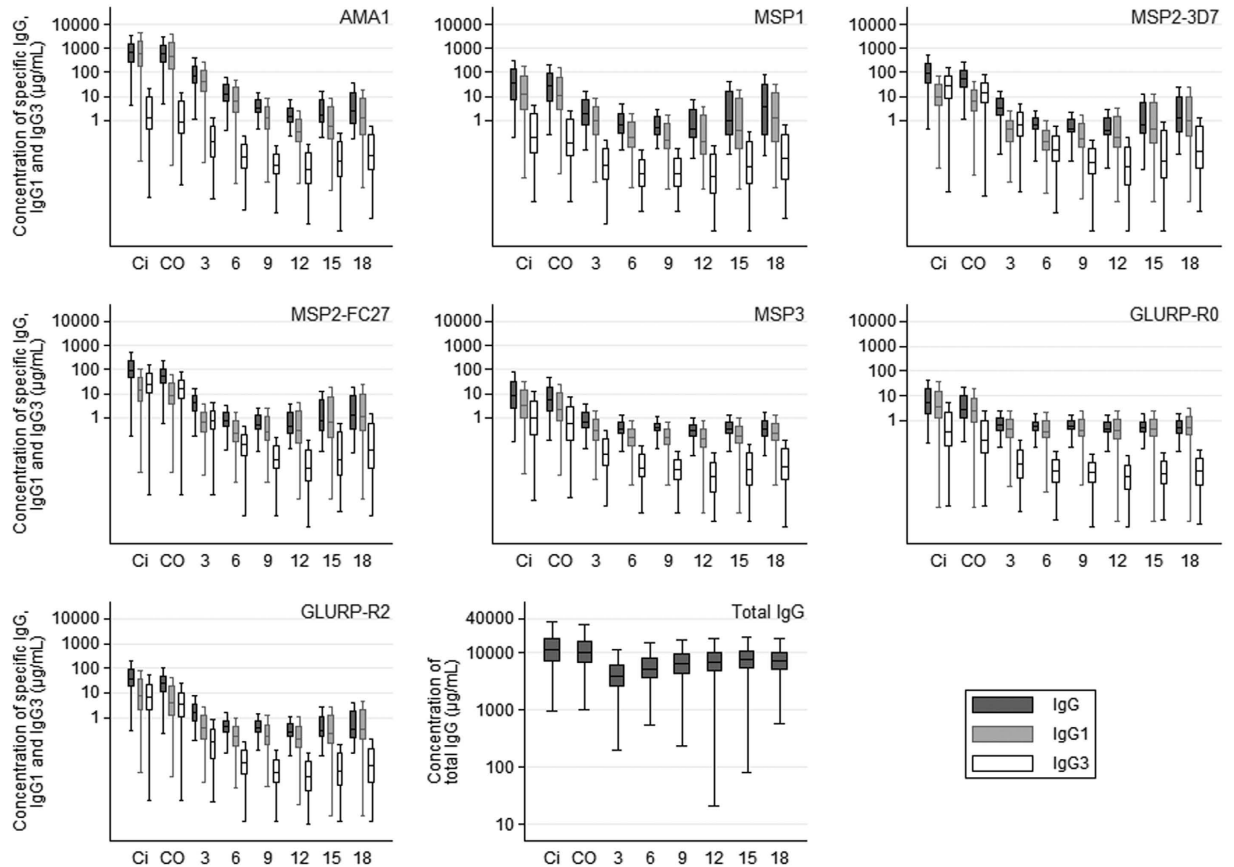 Concentration of specific IgG,
IgG1 and IgG3 (µg/mL)
AMA1
10000
1000
100
10
1
Ci CO 3 6 9 12 15 18
MSP1
10000
1000
100
10
1
Ci CO 3 6 9 12 15 18
MSP2-3D7
10000
1000
100
10
1
Ci CO 3 6 9 12 15 18
Concentration of specific IgG,
IgG1 and IgG3 (µg/mL)
MSP2-FC27
10000
1000
100
10
1
Ci CO 3 6 9 12 15 18
MSP3
10000
1000
100
10
1
Ci CO 3 6 9 12 15 18
GLURP-R0
10000
1000
100
10
1
Ci CO 3 6 9 12 15 18
Concentration of specific IgG,
IgG1 and IgG3 (µg/mL)
GLURP-R2
10000
1000
100
10
1
Ci CO 3 6 9 12 15 18
Concentration of
total IgG (µg/mL)
Total IgG
40000
10000
1000
100
10
Ci CO 3 6 9 12 15 18
IgG
IgG1
IgG3